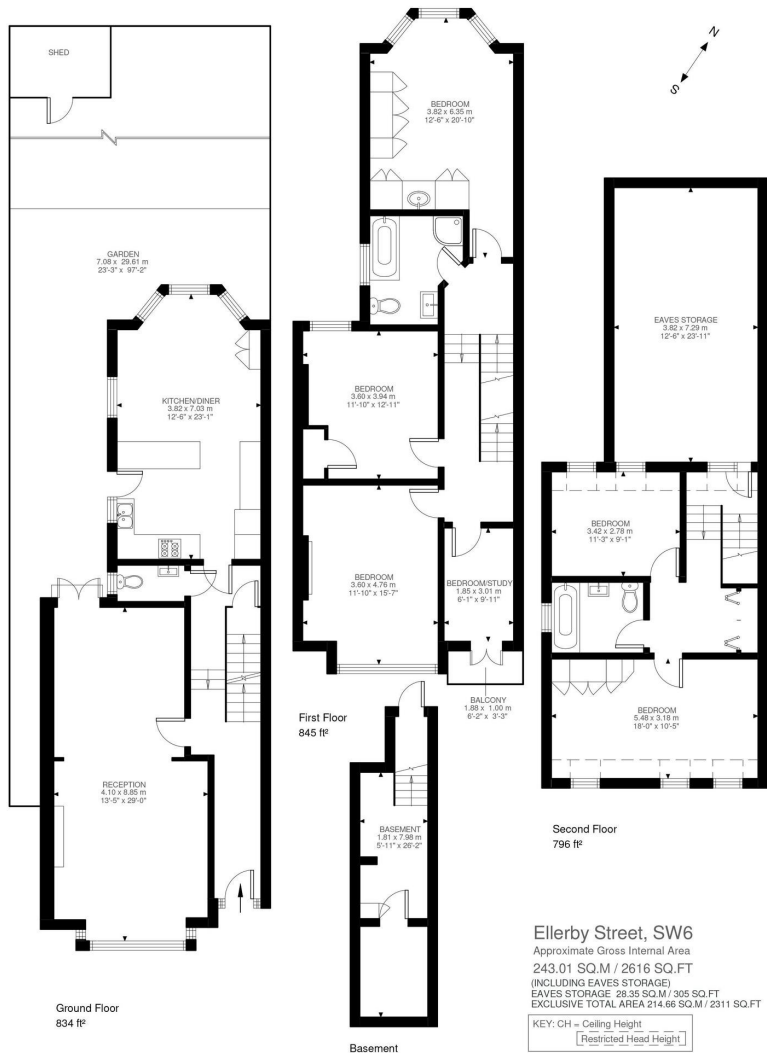 SHED
GARDEN
7.08 x 29.61 m
23'-3" x 97'-2"
KITCHEN/DINER
3.82 x 7.03 m
12'-6" x 23'-1"
RECEPTION
4.10 x 8.85 m
13'-5" x 29'-0"
Ground Floor
834 ft²
BEDROOM
3.82 x 6.35 m
12'-6" x 20'-10"
BEDROOM
3.60 x 3.94 m
11'-10" x 12'-11"
BEDROOM
3.60 x 4.76 m
11'-10" x 15'-7"
BEDROOM/STUDY
1.85 x 3.01 m
6'-1" x 9'-11"
BALCONY
1.88 x 1.00 m
6'-2" x 3'-3"
First Floor
845 ft²
BASEMENT
1.81 x 7.98 m
5'-11" x 26'-2"
Basement
N
S
EAVES STORAGE
3.82 x 7.29 m
12'-6" x 23'-11"
BEDROOM
3.42 x 2.78 m
11'-3" x 9'-1"
BEDROOM
5.48 x 3.18 m
18'-0" x 10'-5"
Second Floor
796 ft²
Ellerby Street, SW6
Approximate Gross Internal Area
243.01 SQ.M / 2616 SQ.FT
(INCLUDING EAVES STORAGE)
EAVES STORAGE 28.35 SQ.M / 305 SQ.FT
EXCLUSIVE TOTAL AREA 214.66 SQ.M / 2311 SQ.FT
KEY: CH = Ceiling Height
Restricted Head Height